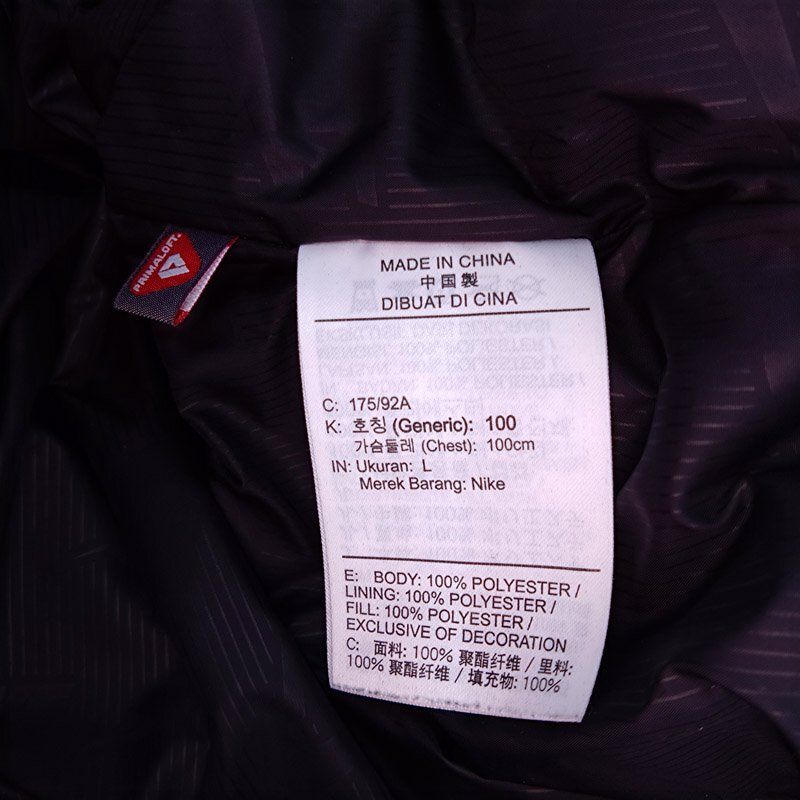 PRIMALOFT.
MADE IN CHINA
中国製
DIBUAT DI CINA
C: 175/92A
K: 호칭 (Generic): 100
가슴둘레 (Chest): 100cm
IN: Ukuran: L
Merek Barang: Nike
E: BODY: 100% POLYESTER /
LINING: 100% POLYESTER /
FILL: 100% POLYESTER /
EXCLUSIVE OF DECORATION
C: 面料: 100% 聚酯纤维 / 里料:
100% 聚酯纤维 / 填充物: 100%